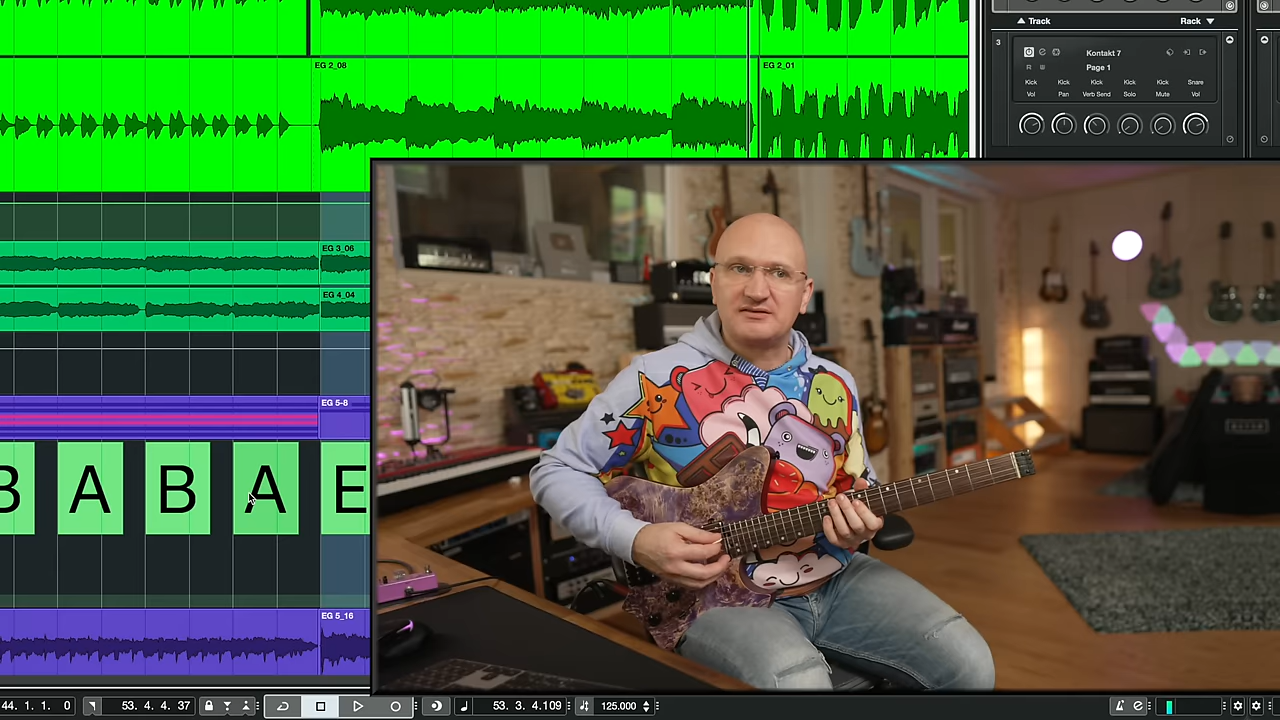 Track Rack
3 Kontakt 7
Page 1
R W
Kick Kick Kick Kick Kick Snare
Vol Pan Verb Send Solo Mute Vol
EG 2_08
EG 2_01
EG 3_06
EG 4_04
EG 5-8
B A B A E
EG 5_16
44. 1. 1. 0 53. 4. 4. 37 53. 3. 4.109 125.000